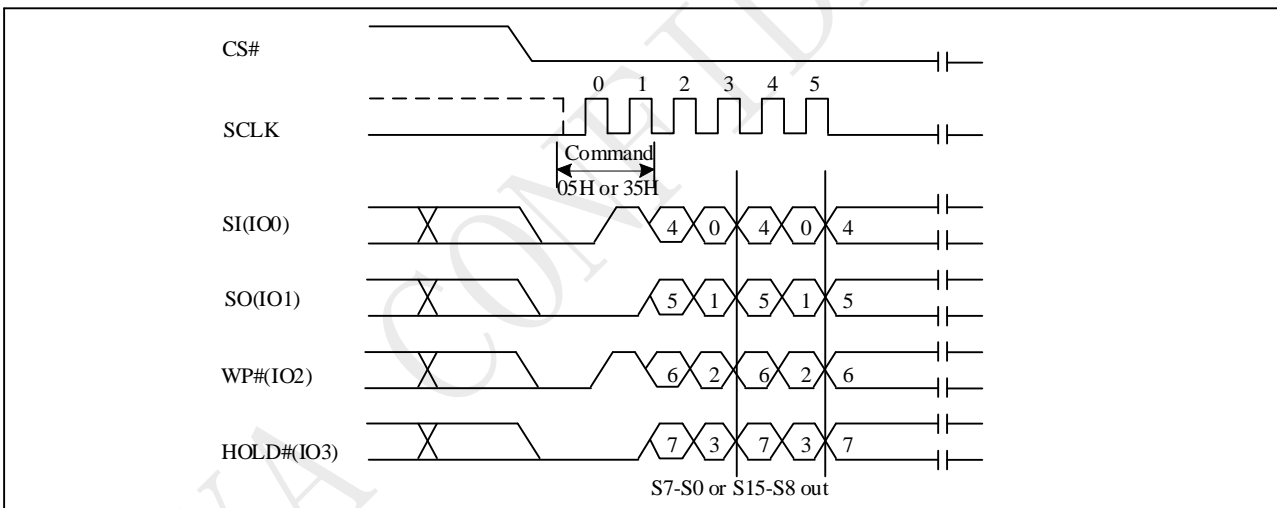 CS#
0 1 2 3 4 5
SCLK
Command
05H or 35H
SI(IO0) 4 0 4 0 4
SO(IO1) 5 1 5 1 5
WP#(IO2) 6 2 6 2 6
HOLD#(IO3) 7 3 7 3 7
S7-S0 or S15-S8 out